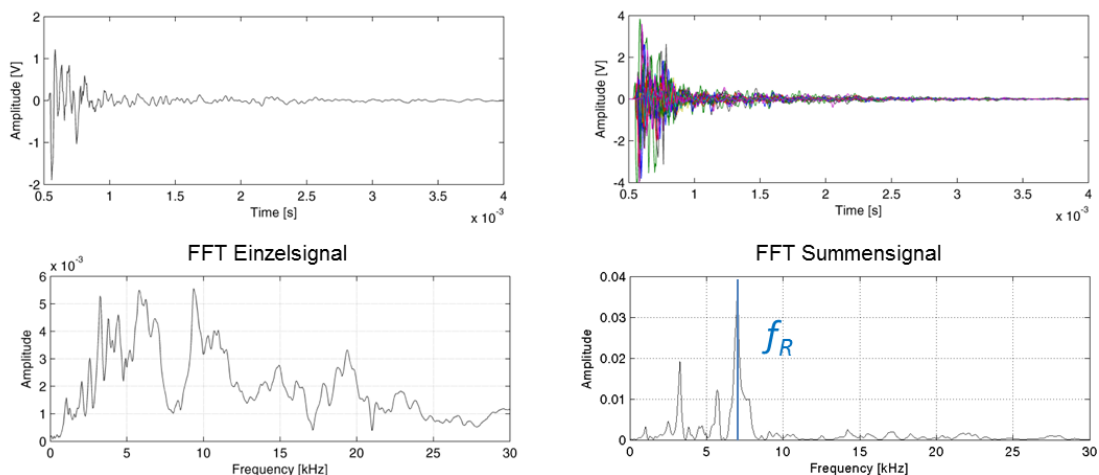 2
1
0
-1
-2
Amplitude [V]
0.5 1 1.5 2 2.5 3 3.5 4
Time [s]
x 10⁻³
4
2
0
-2
-4
Amplitude [V]
0.5 1 1.5 2 2.5 3 3.5 4
Time [s]
x 10⁻³
FFT Einzelsignal
x 10⁻³
6
5
4
3
2
1
0
Amplitude
0 5 10 15 20 25 30
Frequency [kHz]
FFT Summensignal
0.04
0.03
0.02
0.01
0
Amplitude
f_R
0 5 10 15 20 25 30
Frequency [kHz]